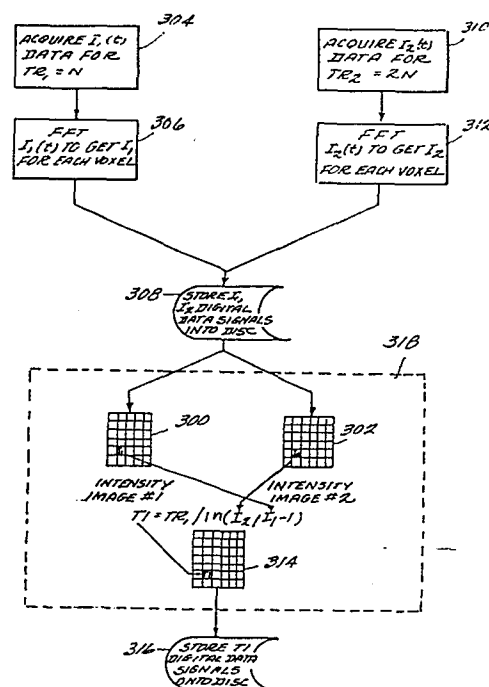 304
ACQUIRE I₁(t)
DATA FOR
TR₁ = N
310
ACQUIRE I₂(t)
DATA FOR
TR₂ = 2N
306
FFT
I₁(t) TO GET I₁
FOR EACH VOXEL
312
FFT
I₂(t) TO GET I₂
FOR EACH VOXEL
308
STORE I₁
I₂ DIGITAL
DATA SIGNALS
INTO DISC
318
300
302
INTENSITY
IMAGE #1
INTENSITY
IMAGE #2
T1 = TR₁ / ln(I₂/I₁-1)
314
316
STORE T1
DIGITAL DATA
SIGNALS
ONTO DISC